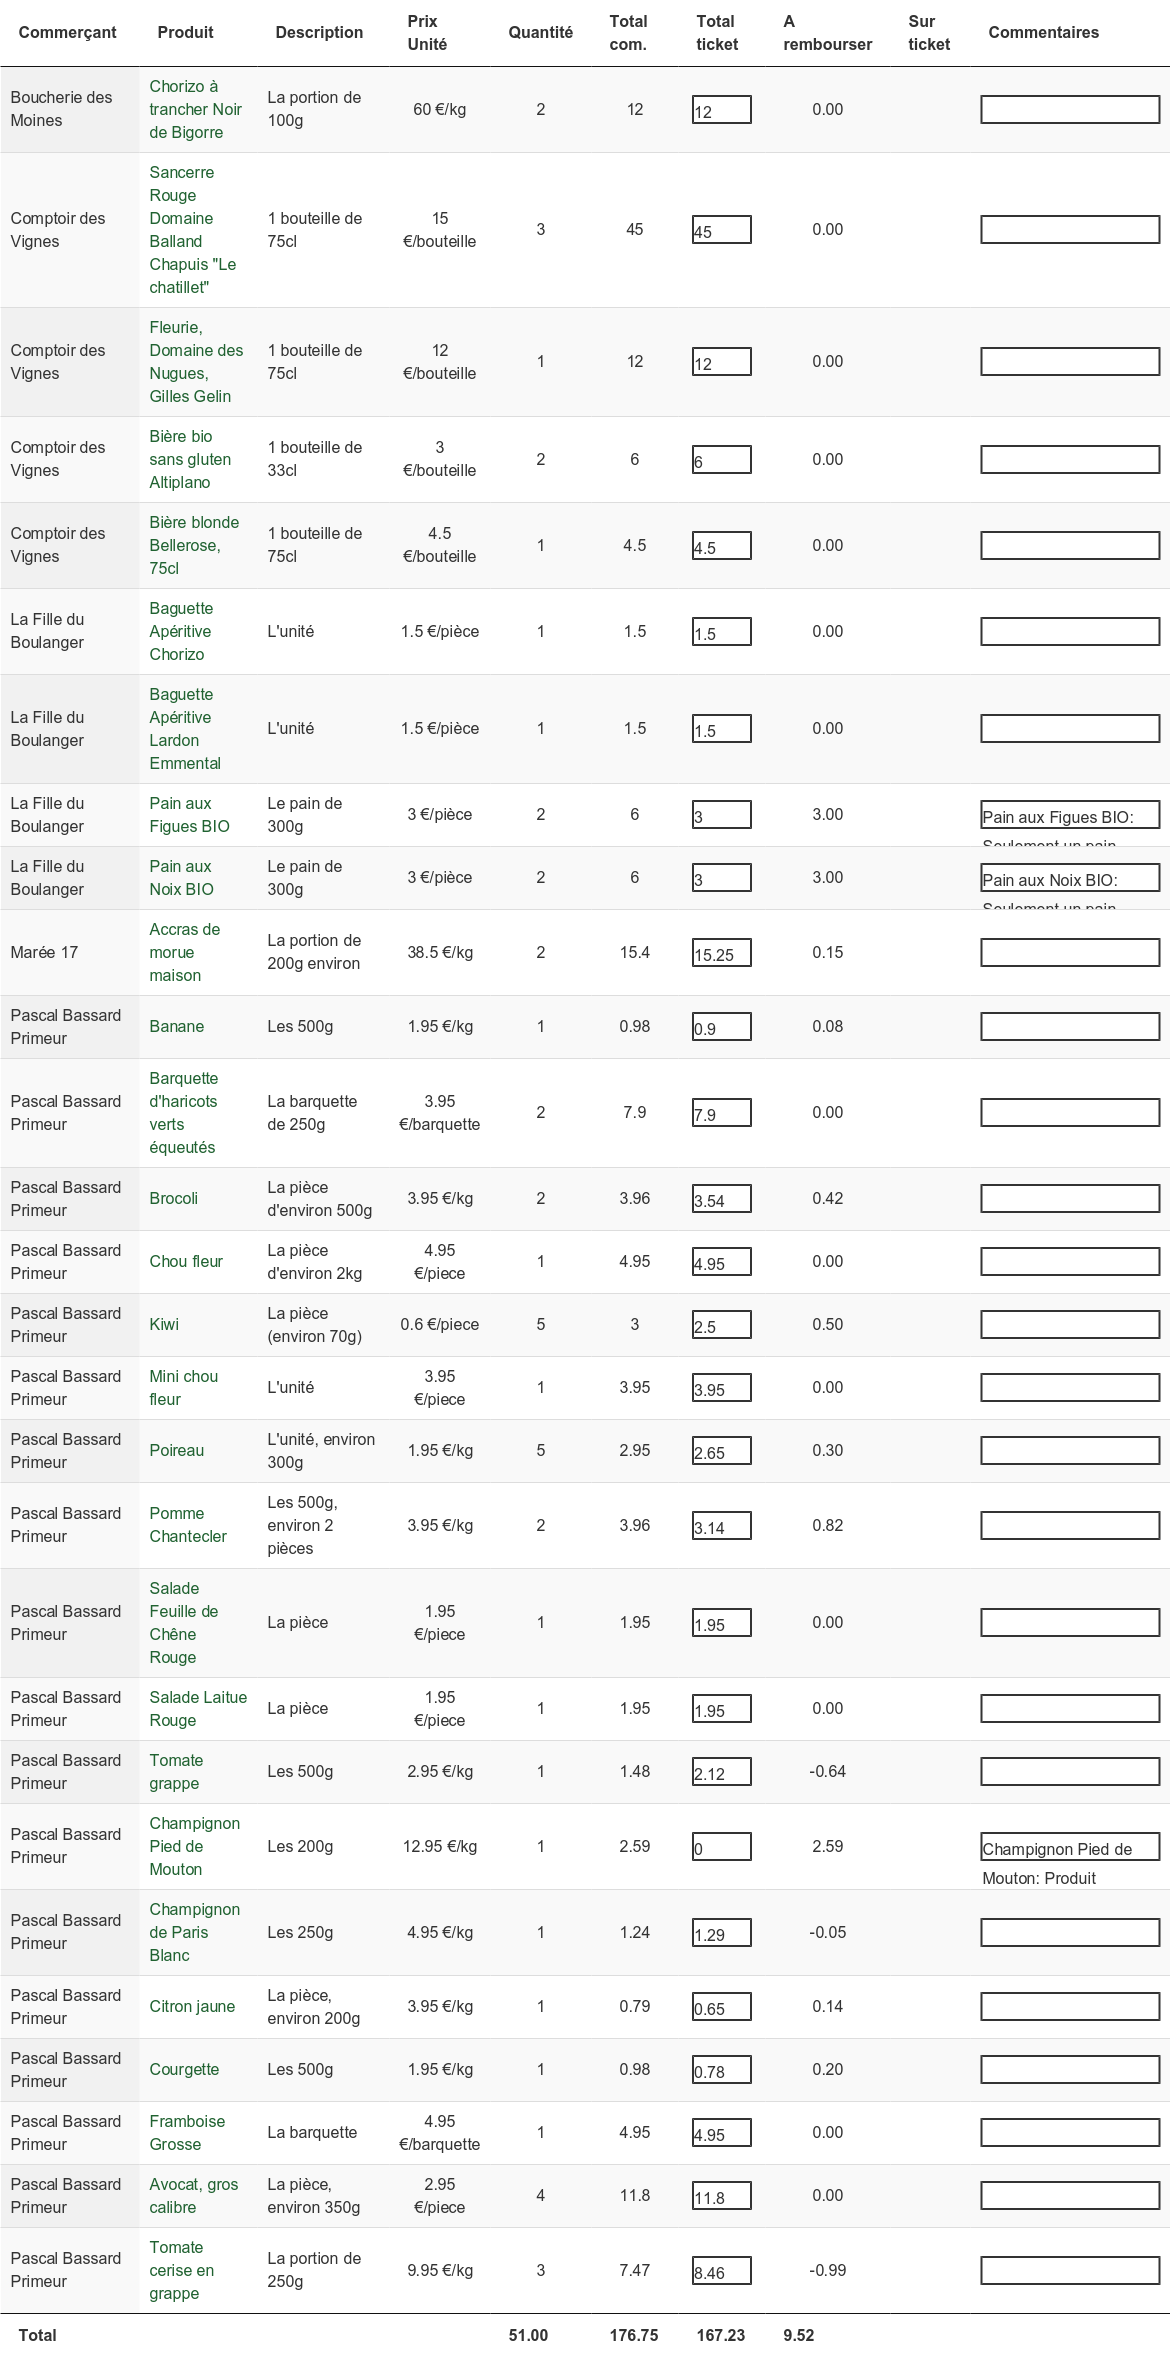 Commerçant Produit Description Prix Unité Quantité Total com. Total ticket A rembourser Sur ticket Commentaires
Boucherie des Moines Chorizo à trancher Noir de Bigorre La portion de 100g 60 €/kg 2 12 12 0.00
Comptoir des Vignes Sancerre Rouge Domaine Balland Chapuis "Le chatillet" 1 bouteille de 75cl 15 €/bouteille 3 45 45 0.00
Comptoir des Vignes Fleurie, Domaine des Nugues, Gilles Gelin 1 bouteille de 75cl 12 €/bouteille 1 12 12 0.00
Comptoir des Vignes Bière bio sans gluten Altiplano 1 bouteille de 33cl 3 €/bouteille 2 6 6 0.00
Comptoir des Vignes Bière blonde Bellerose, 75cl 1 bouteille de 75cl 4.5 €/bouteille 1 4.5 4.5 0.00
La Fille du Boulanger Baguette Apéritive Chorizo L'unité 1.5 €/pièce 1 1.5 1.5 0.00
La Fille du Boulanger Baguette Apéritive Lardon Emmental L'unité 1.5 €/pièce 1 1.5 1.5 0.00
La Fille du Boulanger Pain aux Figues BIO Le pain de 300g 3 €/pièce 2 6 3 3.00 Pain aux Figues BIO: Seulement un pain
La Fille du Boulanger Pain aux Noix BIO Le pain de 300g 3 €/pièce 2 6 3 3.00 Pain aux Noix BIO: Seulement un pain
Marée 17 Accras de morue maison La portion de 200g environ 38.5 €/kg 2 15.4 15.25 0.15
Pascal Bassard Primeur Banane Les 500g 1.95 €/kg 1 0.98 0.9 0.08
Pascal Bassard Primeur Barquette d'haricots verts équeutés La barquette de 250g 3.95 €/barquette 2 7.9 7.9 0.00
Pascal Bassard Primeur Brocoli La pièce d'environ 500g 3.95 €/kg 2 3.96 3.54 0.42
Pascal Bassard Primeur Chou fleur La pièce d'environ 2kg 4.95 €/piece 1 4.95 4.95 0.00
Pascal Bassard Primeur Kiwi La pièce (environ 70g) 0.6 €/piece 5 3 2.5 0.50
Pascal Bassard Primeur Mini chou fleur L'unité 3.95 €/piece 1 3.95 3.95 0.00
Pascal Bassard Primeur Poireau L'unité, environ 300g 1.95 €/kg 5 2.95 2.65 0.30
Pascal Bassard Primeur Pomme Chantecler Les 500g, environ 2 pièces 3.95 €/kg 2 3.96 3.14 0.82
Pascal Bassard Primeur Salade Feuille de Chêne Rouge La pièce 1.95 €/piece 1 1.95 1.95 0.00
Pascal Bassard Primeur Salade Laitue Rouge La pièce 1.95 €/piece 1 1.95 1.95 0.00
Pascal Bassard Primeur Tomate grappe Les 500g 2.95 €/kg 1 1.48 2.12 -0.64
Pascal Bassard Primeur Champignon Pied de Mouton Les 200g 12.95 €/kg 1 2.59 0 2.59 Champignon Pied de Mouton: Produit
Pascal Bassard Primeur Champignon de Paris Blanc Les 250g 4.95 €/kg 1 1.24 1.29 -0.05
Pascal Bassard Primeur Citron jaune La pièce, environ 200g 3.95 €/kg 1 0.79 0.65 0.14
Pascal Bassard Primeur Courgette Les 500g 1.95 €/kg 1 0.98 0.78 0.20
Pascal Bassard Primeur Framboise Grosse La barquette 4.95 €/barquette 1 4.95 4.95 0.00
Pascal Bassard Primeur Avocat, gros calibre La pièce, environ 350g 2.95 €/piece 4 11.8 11.8 0.00
Pascal Bassard Primeur Tomate cerise en grappe La portion de 250g 9.95 €/kg 3 7.47 8.46 -0.99
Total 51.00 176.75 167.23 9.52